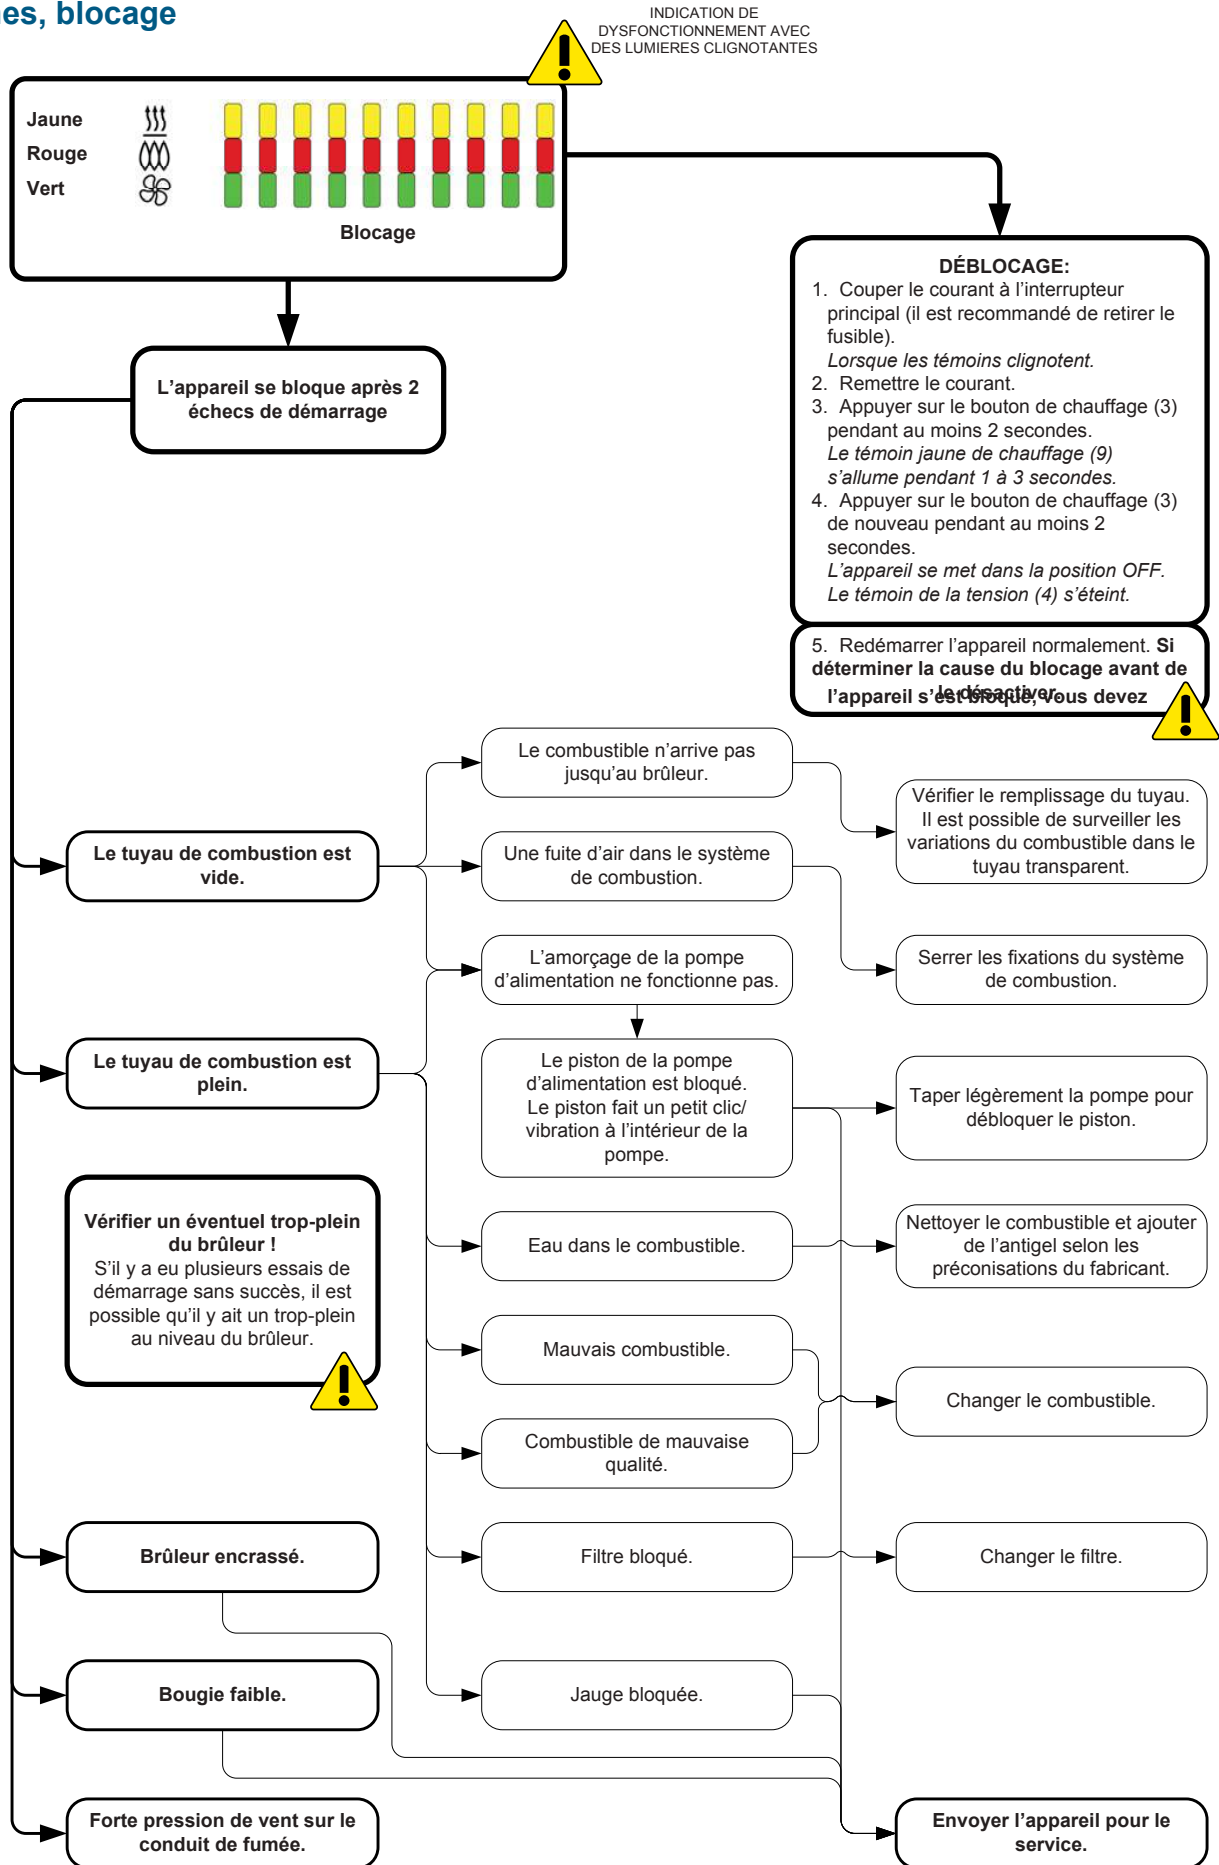 nes, blocage
INDICATION DE
DYSFONCTIONNEMENT AVEC
DES LUMIERES CLIGNOTANTES
Jaune
Rouge
Vert
Blocage
L’appareil se bloque après 2
échecs de démarrage
DÉBLOCAGE:
1. Couper le courant à l’interrupteur
principal (il est recommandé de retirer le
fusible).
Lorsque les témoins clignotent.
2. Remettre le courant.
3. Appuyer sur le bouton de chauffage (3)
pendant au moins 2 secondes.
Le témoin jaune de chauffage (9)
s’allume pendant 1 à 3 secondes.
4. Appuyer sur le bouton de chauffage (3)
de nouveau pendant au moins 2
secondes.
L’appareil se met dans la position OFF.
Le témoin de la tension (4) s’éteint.
5. Redémarrer l’appareil normalement. Si
déterminer la cause du blocage avant de
l’appareil s’est bloqué, vous devez
le désactiver.
Le combustible n’arrive pas
jusqu’au brûleur.
Vérifier le remplissage du tuyau.
Il est possible de surveiller les
variations du combustible dans le
tuyau transparent.
Le tuyau de combustion est
vide.
Une fuite d’air dans le système
de combustion.
L’amorçage de la pompe
d’alimentation ne fonctionne pas.
Serrer les fixations du système
de combustion.
Le tuyau de combustion est
plein.
Le piston de la pompe
d’alimentation est bloqué.
Le piston fait un petit clic/
vibration à l’intérieur de la
pompe.
Taper légèrement la pompe pour
débloquer le piston.
Vérifier un éventuel trop-plein
du brûleur !
S’il y a eu plusieurs essais de
démarrage sans succès, il est
possible qu’il y ait un trop-plein
au niveau du brûleur.
Eau dans le combustible.
Nettoyer le combustible et ajouter
de l’antigel selon les
préconisations du fabricant.
Mauvais combustible.
Changer le combustible.
Combustible de mauvaise
qualité.
Brûleur encrassé.
Filtre bloqué.
Changer le filtre.
Bougie faible.
Jauge bloquée.
Forte pression de vent sur le
conduit de fumée.
Envoyer l’appareil pour le
service.